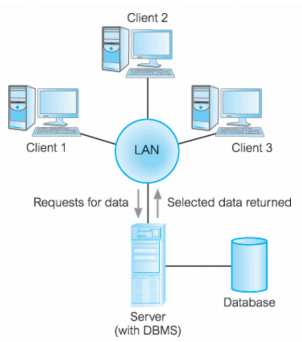 Client 2
Client 1
LAN
Client 3
Requests for data
Selected data returned
Database
Server
(with DBMS)